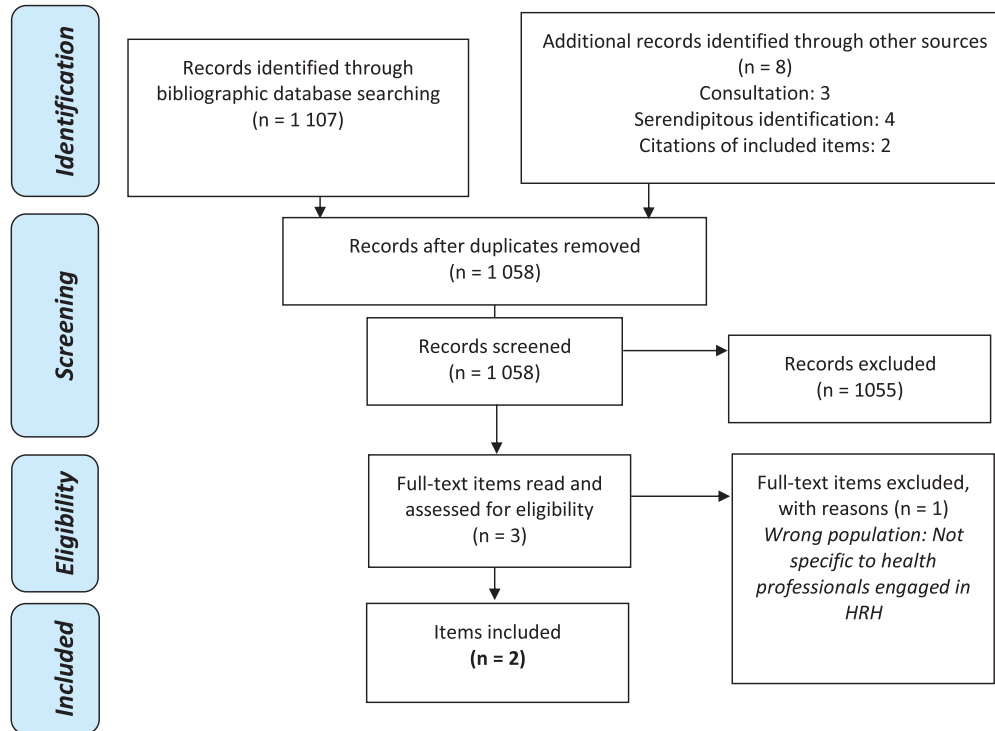 Identification
Records identified through
bibliographic database searching
(n = 1 107)
Additional records identified through other sources
(n = 8)
Consultation: 3
Serendipitous identification: 4
Citations of included items: 2
Screening
Records after duplicates removed
(n = 1 058)
Records screened
(n = 1 058)
Records excluded
(n = 1055)
Eligibility
Full-text items read and
assessed for eligibility
(n = 3)
Full-text items excluded,
with reasons (n = 1)
Wrong population: Not
specific to health
professionals engaged in
HRH
Included
Items included
(n = 2)